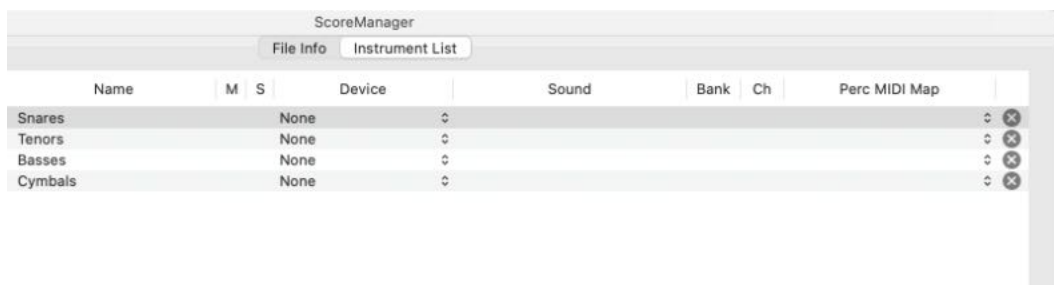 ScoreManager
File Info Instrument List
Name M S Device Sound Bank Ch Perc MIDI Map
Snares None
Tenors None
Basses None
Cymbals None